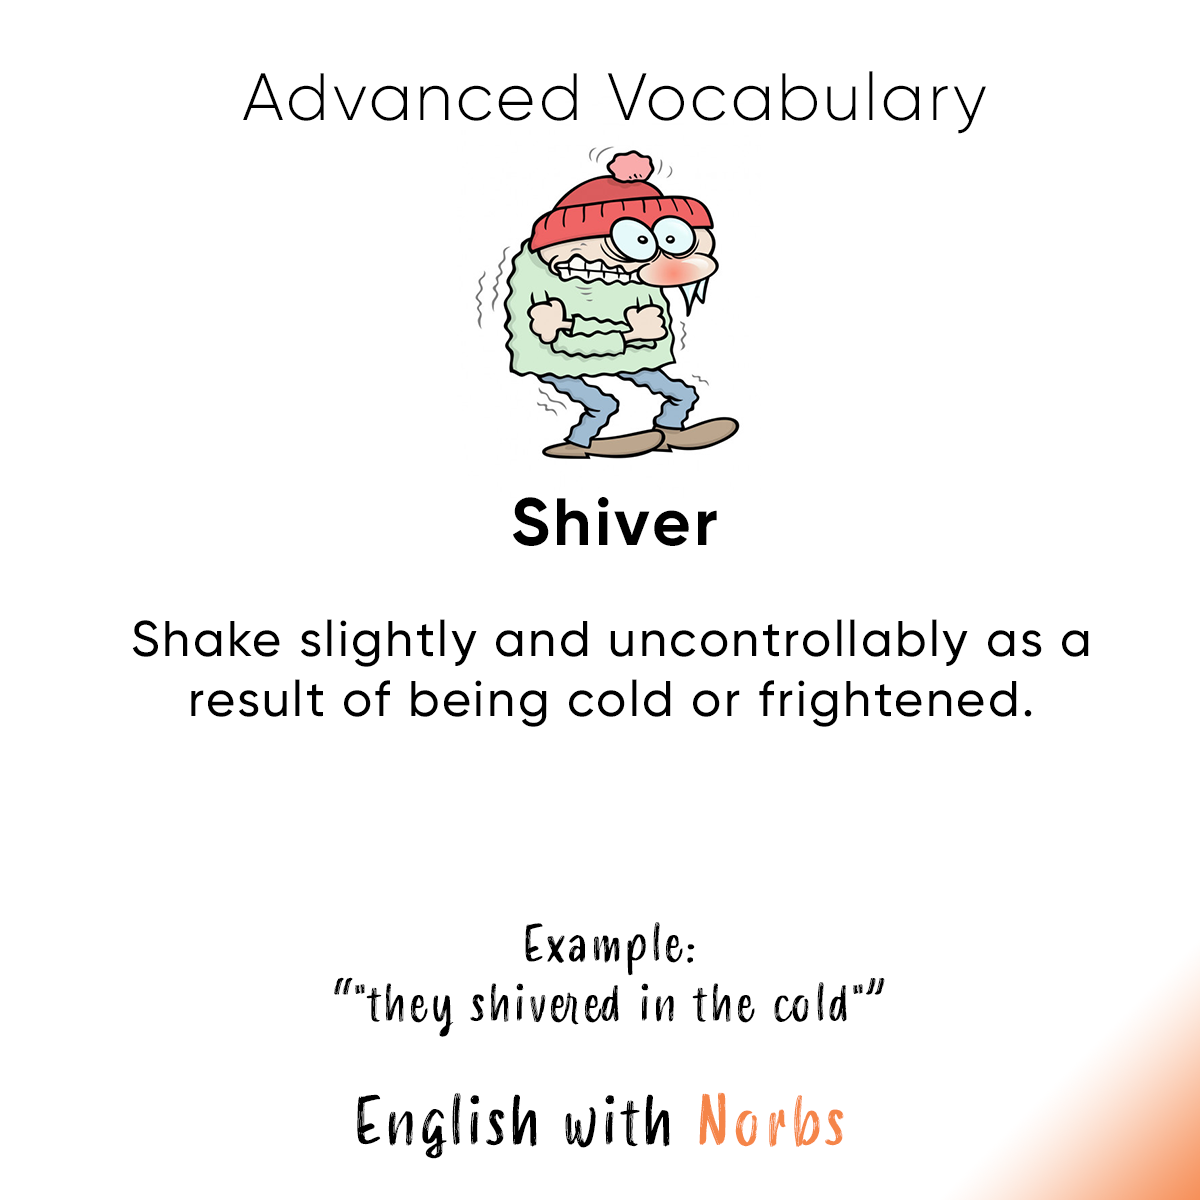 Advanced Vocabulary
Shiver
Shake slightly and uncontrollably as a
result of being cold or frightened.
Example:
“"they shivered in the cold"”
English with Norbs